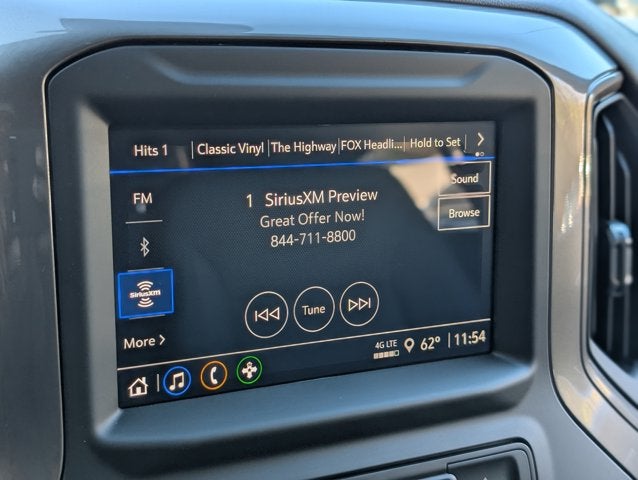 Hits 1 Classic Vinyl The Highway FOX Headli... Hold to Set
FM
1 SiriusXM Preview
Sound
Great Offer Now!
Browse
844-711-8800
SiriusXM
Tune
More
4G LTE
62° 11:54